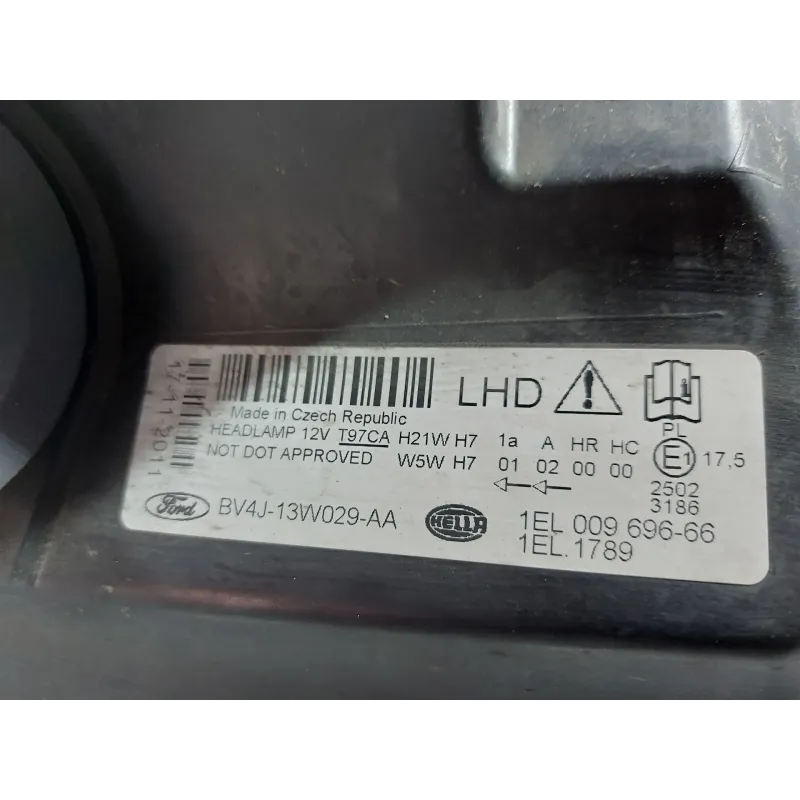 17-11-2011
LHD
Made in Czech Republic
HEADLAMP 12V T97CA H21W H7 1a A HR HC PL
NOT DOT APPROVED W5W H7 01 02 00 00 E1 17,5
2502
3186
Ford BV4J-13W029-AA HELLA 1EL 009 696-66
1EL.1789